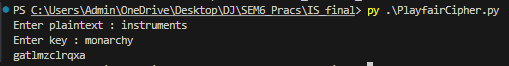 PS C:\Users\Admin\OneDrive\Desktop\DJ\SEM6_Pracs\IS_final> py .\PlayfairCipher.py
Enter plaintext : instruments
Enter key : monarchy
gatlmzclrqxa